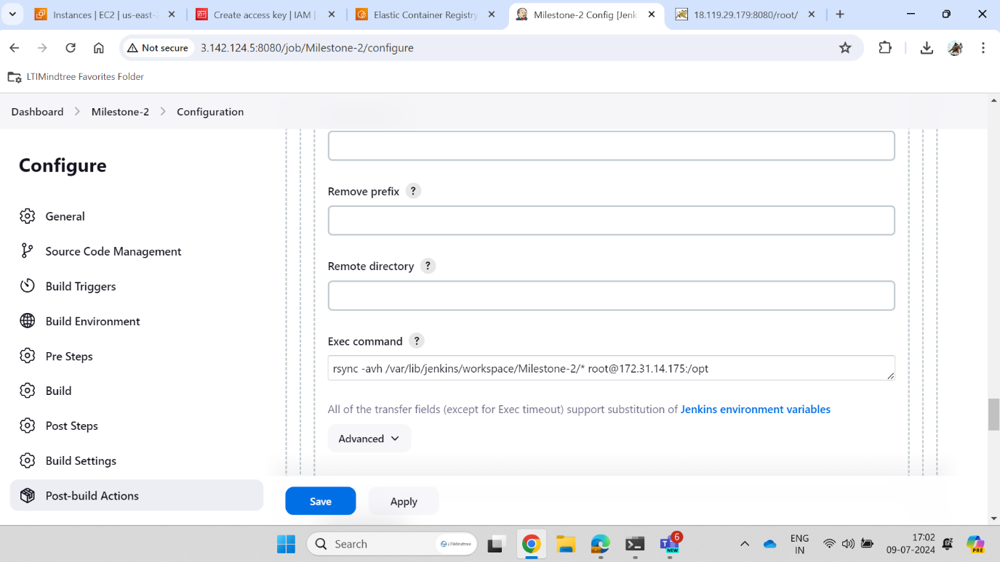 Instances | EC2 | us-east-2
Create access key | IAM |
Elastic Container Registry
Milestone-2 Config [Jenk
18.119.29.179:8080/root/
Not secure
3.142.124.5:8080/job/Milestone-2/configure
LTIMindtree Favorites Folder
Dashboard > Milestone-2 > Configuration
Configure
General
Source Code Management
Build Triggers
Build Environment
Pre Steps
Build
Post Steps
Build Settings
Post-build Actions
Remove prefix ?
Remote directory ?
Exec command ?
rsync -avh /var/lib/jenkins/workspace/Milestone-2/* root@172.31.14.175:/opt
All of the transfer fields (except for Exec timeout) support substitution of Jenkins environment variables
Advanced
Save
Apply
Search
LTIMindtree
6
NEW
ENG
IN
17:02
09-07-2024
PRE